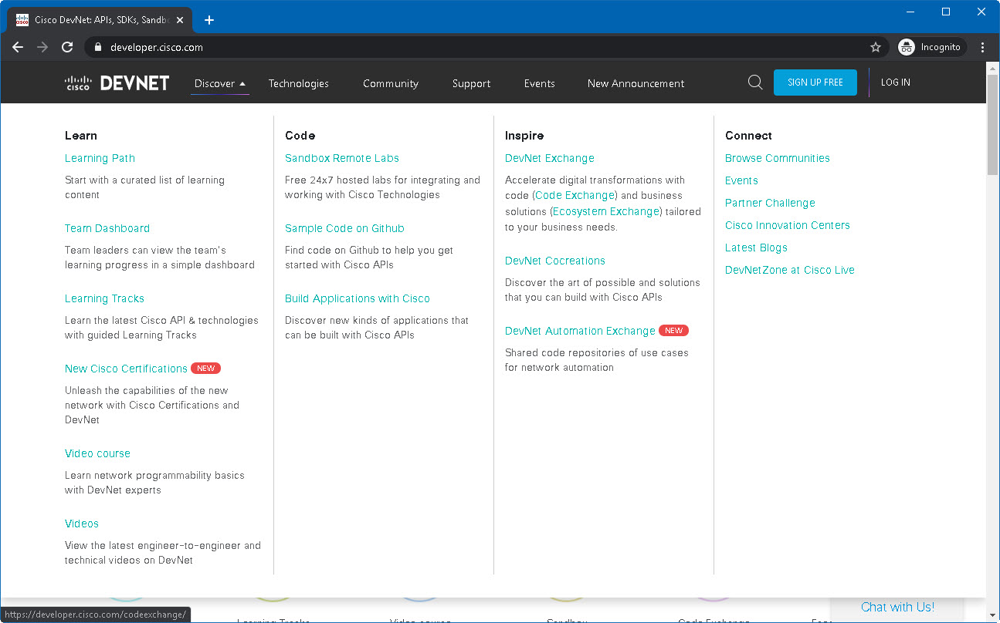 Cisco DevNet: APIs, SDKs, Sandb
developer.cisco.com
Incognito
cisco DEVNET
Discover
Technologies
Community
Support
Events
New Announcement
SIGN UP FREE
LOG IN
Learn
Learning Path
Start with a curated list of learning
content
Team Dashboard
Team leaders can view the team's
learning progress in a simple dashboard
Learning Tracks
Learn the latest Cisco API & technologies
with guided Learning Tracks
New Cisco Certifications NEW
Unleash the capabilities of the new
network with Cisco Certifications and
DevNet
Video course
Learn network programmability basics
with DevNet experts
Videos
View the latest engineer-to-engineer and
technical videos on DevNet
Code
Sandbox Remote Labs
Free 24x7 hosted labs for integrating and
working with Cisco Technologies
Sample Code on Github
Find code on Github to help you get
started with Cisco APIs
Build Applications with Cisco
Discover new kinds of applications that
can be built with Cisco APIs
Inspire
DevNet Exchange
Accelerate digital transformations with
code (Code Exchange) and business
solutions (Ecosystem Exchange) tailored
to your business needs.
DevNet Cocreations
Discover the art of possible and solutions
that you can build with Cisco APIs
DevNet Automation Exchange NEW
Shared code repositories of use cases
for network automation
Connect
Browse Communities
Events
Partner Challenge
Cisco Innovation Centers
Latest Blogs
DevNetZone at Cisco Live
Chat with Us!
https://developer.cisco.com/codeexchange/
Learning Tracks
Video course
Sandbox
Code Exchange